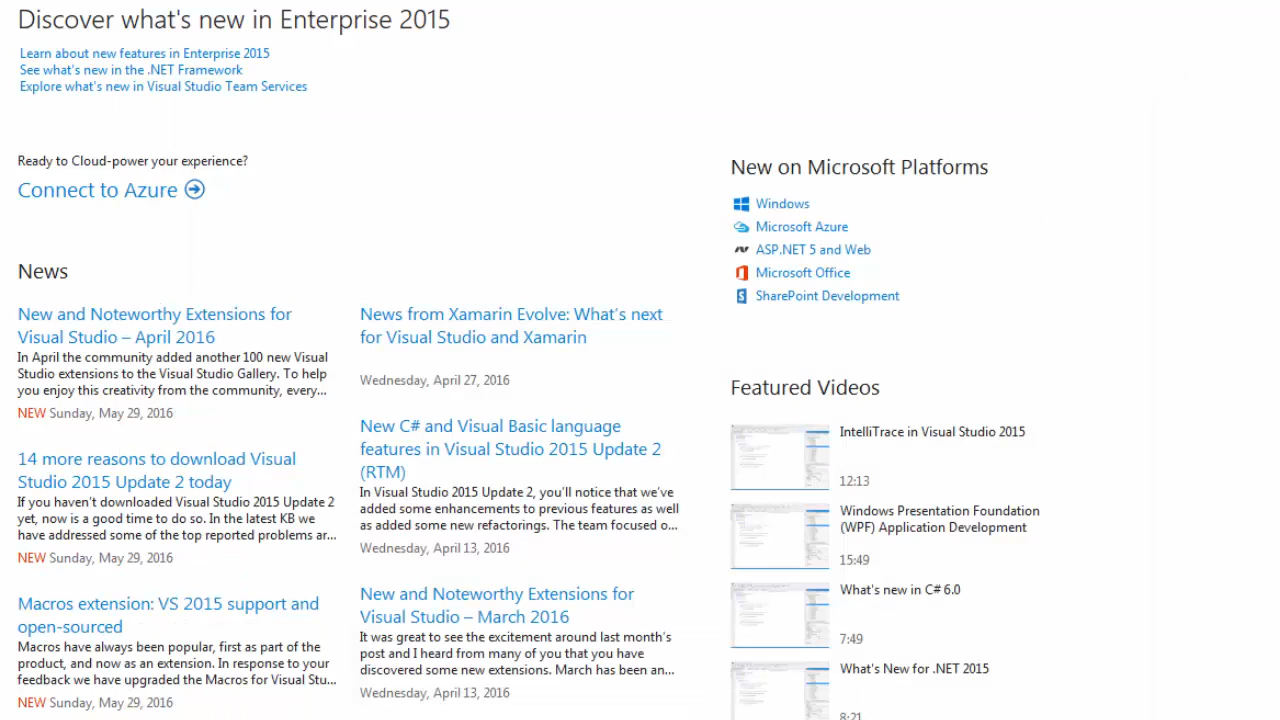 Discover what's new in Enterprise 2015
Learn about new features in Enterprise 2015
See what's new in the .NET Framework
Explore what's new in Visual Studio Team Services
Ready to Cloud-power your experience?
Connect to Azure
News
New and Noteworthy Extensions for
Visual Studio – April 2016
In April the community added another 100 new Visual
Studio extensions to the Visual Studio Gallery. To help
you enjoy this creativity from the community, every...
NEW Sunday, May 29, 2016
14 more reasons to download Visual
Studio 2015 Update 2 today
If you haven't downloaded Visual Studio 2015 Update 2
yet, now is a good time to do so. In the latest KB we
have addressed some of the top reported problems ar...
NEW Sunday, May 29, 2016
Macros extension: VS 2015 support and
open-sourced
Macros have always been popular, first as part of the
product, and now as an extension. In response to your
feedback we have upgraded the Macros for Visual Stu...
NEW Sunday, May 29, 2016
News from Xamarin Evolve: What's next
for Visual Studio and Xamarin
Wednesday, April 27, 2016
New C# and Visual Basic language
features in Visual Studio 2015 Update 2
(RTM)
In Visual Studio 2015 Update 2, you'll notice that we've
added some enhancements to previous features as well
as added some new refactorings. The team focused o...
Wednesday, April 13, 2016
New and Noteworthy Extensions for
Visual Studio – March 2016
It was great to see the excitement around last month's
post and I heard from many of you that you have
discovered some new extensions. March has been an...
Wednesday, April 13, 2016
New on Microsoft Platforms
Windows
Microsoft Azure
ASP.NET 5 and Web
Microsoft Office
SharePoint Development
Featured Videos
IntelliTrace in Visual Studio 2015
12:13
Windows Presentation Foundation
(WPF) Application Development
15:49
What's new in C# 6.0
7:49
What's New for .NET 2015
8:21